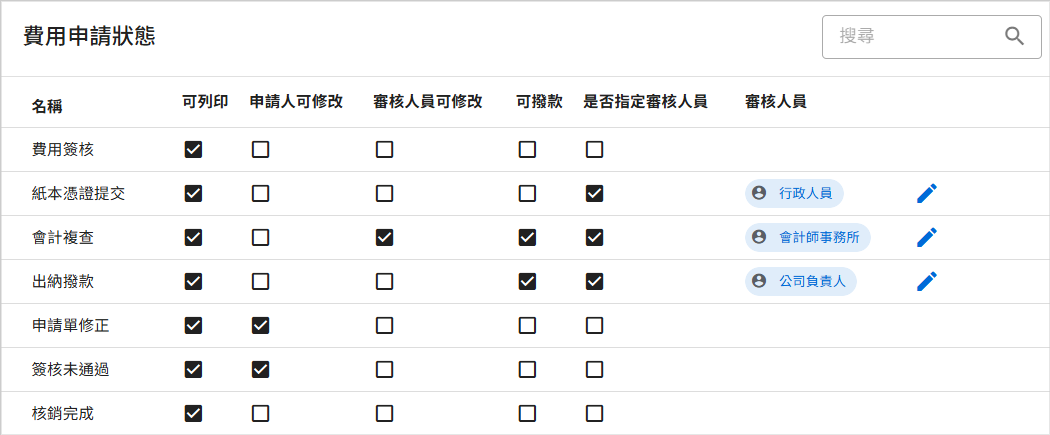 費用申請狀態
搜尋
名稱 可列印 申請人可修改 審核人員可修改 可撥款 是否指定審核人員 審核人員
費用簽核
紙本憑證提交 行政人員
會計複查 會計師事務所
出納撥款 公司負責人
申請單修正
簽核未通過
核銷完成